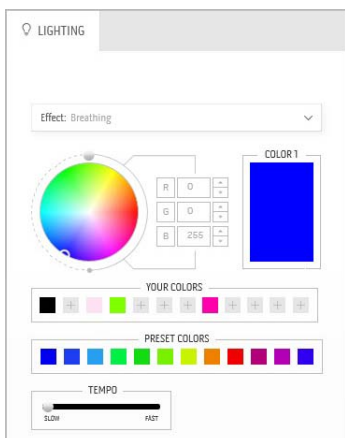 LIGHTING
Effect: Breathing
COLOR 1
R 0
G 0
B 255
YOUR COLORS
PRESET COLORS
TEMPO
SLOW FAST